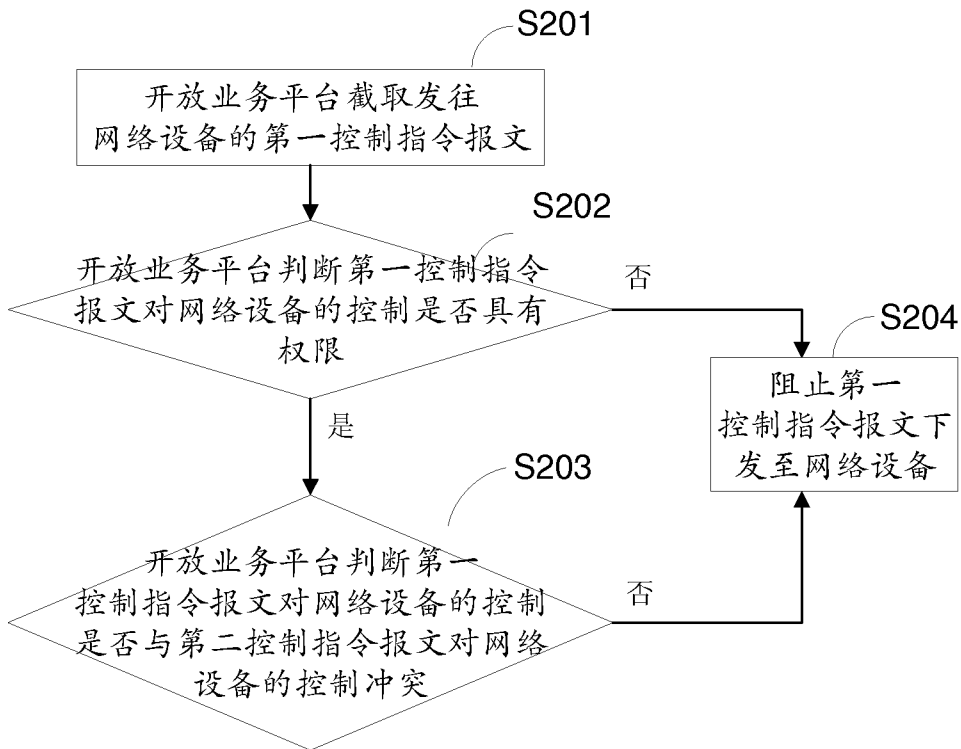 S201
开放业务平台截取发往
网络设备的第一控制指令报文
S202
开放业务平台判断第一控制指令
报文对网络设备的控制是否具有
权限
否
S204
阻止第一
控制指令报文下
发至网络设备
是
S203
开放业务平台判断第一
控制指令报文对网络设备的控制
是否与第二控制指令报文对网络
设备的控制冲突
否